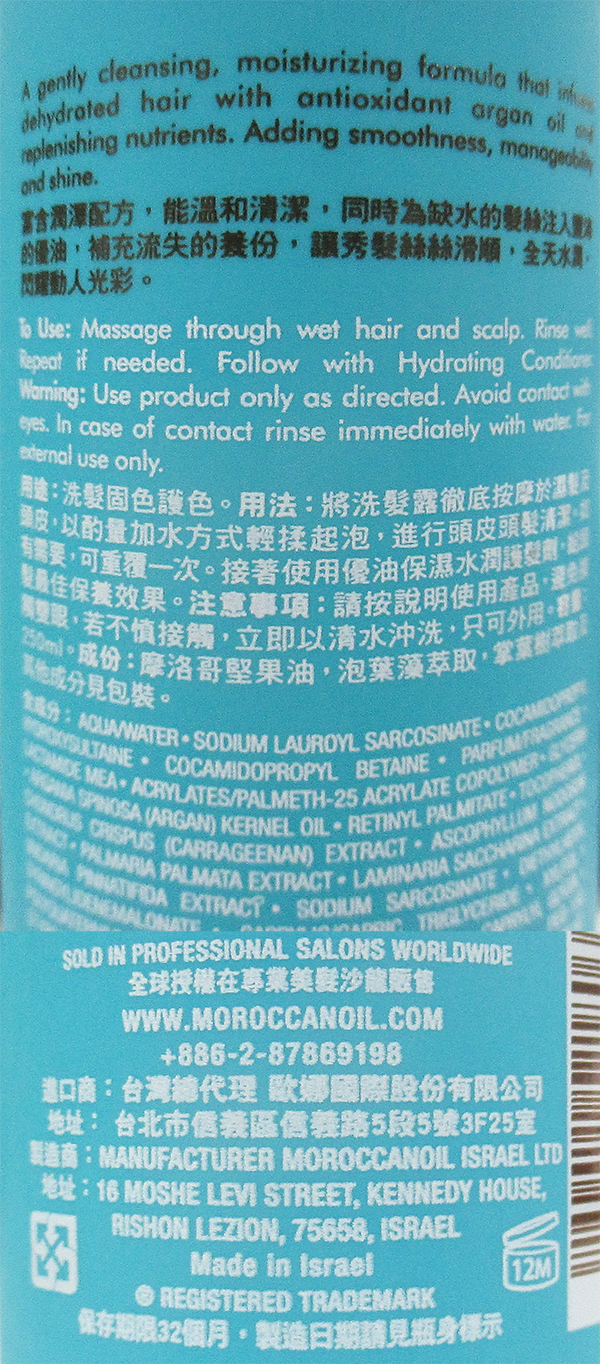 A gently cleansing, moisturizing formula that infuses
dehydrated hair with antioxidant argan oil and
replenishing nutrients. Adding smoothness, manageability
and shine.
富含潤澤配方，能溫和清潔，同時為缺水的髮絲注入豐沛
的優油，補充流失的養份，讓秀髮絲絲滑順，全天水潤，
閃耀動人光彩。
To Use: Massage through wet hair and scalp. Rinse well.
Repeat if needed. Follow with Hydrating Conditioner.
Warning: Use product only as directed. Avoid contact with
eyes. In case of contact rinse immediately with water. For
external use only.
用途：洗髮固色護色。用法：將洗髮露徹底按摩於濕髮及
頭皮，以酌量加水方式輕揉起泡，進行頭皮頭髮清潔，
有需要，可重覆一次。接著使用優油保濕水潤護髮劑，
髮最佳保養效果。注意事項：請按說明使用產品，避免
觸雙眼，若不慎接觸，立即以清水沖洗，只可外用。容量：
250ml。成份：摩洛哥堅果油，泡葉藻萃取，掌葉樹
其他成分見包裝。
全成分：AQUA/WATER • SODIUM LAUROYL SARCOSINATE • COCAMIDOPROPYL
HYDROXYSULTAINE • COCAMIDOPROPYL BETAINE • PARFUM/FRAGRANCE
LACTAMIDE MEA • ACRYLATES/PALMETH-25 ACRYLATE COPOLYMER •
• ARGANIA SPINOSA (ARGAN) KERNEL OIL • RETINYL PALMITATE •
CHONDRUS CRISPUS (CARRAGEENAN) EXTRACT • ASCOPHYLLUM
EXTRACT • PALMARIA PALMATA EXTRACT • LAMINARIA SACCHARINA EXTRACT
PINNATIFIDA EXTRACT • SODIUM SARCOSINATE •
• CAPRYLIC/CAPRIC TRIGLYCERIDE •
SOLD IN PROFESSIONAL SALONS WORLDWIDE
全球授權在專業美髮沙龍販售
WWW.MOROCCANOIL.COM
+886-2-87869198
進口商：台灣總代理 歐娜國際股份有限公司
地址：台北市信義區信義路5段5號3F25室
製造商：MANUFACTURER MOROCCANOIL ISRAEL LTD
地址：16 MOSHE LEVI STREET, KENNEDY HOUSE,
RISHON LEZION, 75658, ISRAEL
Made in Israel
12M
® REGISTERED TRADEMARK
保存期限32個月，製造日期請見瓶身標示